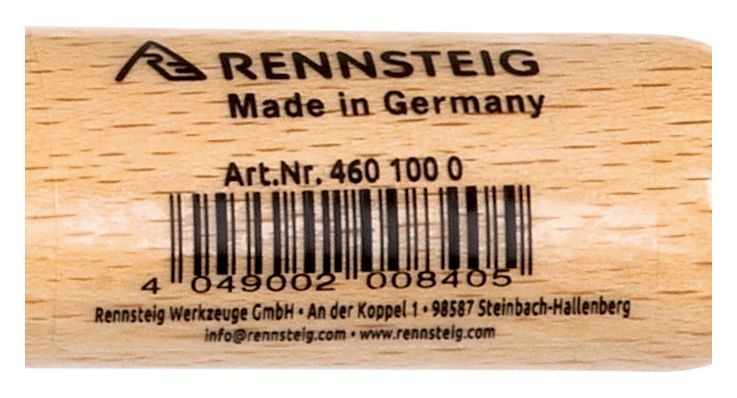 RENNSTEIG
Made in Germany
Art.Nr. 460 100 0
4 049002 008405
Rennsteig Werkzeuge GmbH • An der Koppel 1 • 98587 Steinbach-Hallenberg
info@rennsteig.com • www.rennsteig.com